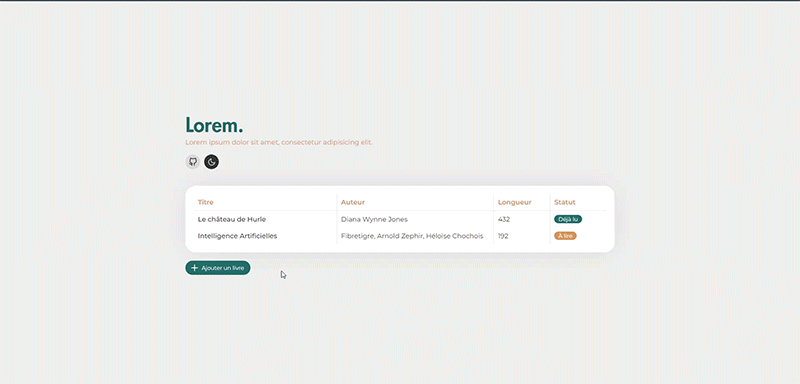 Lorem.
Lorem ipsum dolor sit amet, consectetur adipisicing elit.
Titre Auteur Longueur Statut
Le château de Hurle Diana Wynne Jones 432 Déjà lu
Intelligence Artificielles Fibretigre, Arnold Zephir, Héloïse Chochois 192 À lire
Ajouter un livre